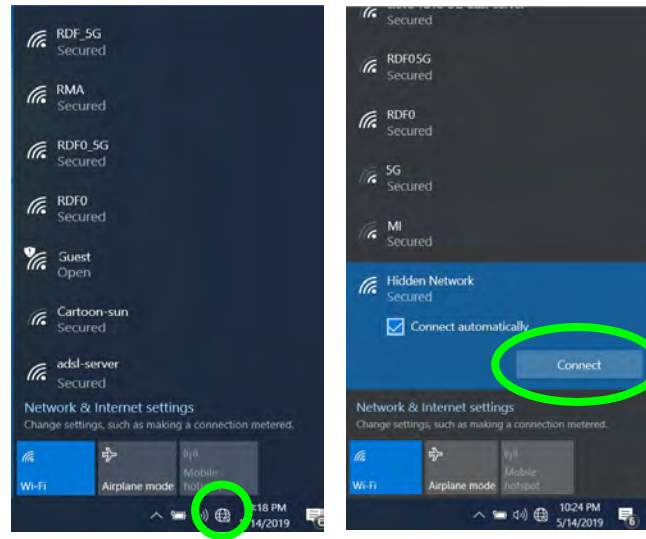 RDF_5G
Secured
RMA
Secured
RDF0_5G
Secured
RDF0
Secured
Guest
Open
Cartoon-sun
Secured
adsl-server
Secured
Network & Internet settings
Change settings, such as making a connection metered.
Wi-Fi
Airplane mode
Mobile
hotspot
:18 PM
5/14/2019
Secured
RDF05G
Secured
RDF0
Secured
5G
Secured
MI
Secured
Hidden Network
Secured
Connect automatically
Connect
Network & Internet settings
Change settings, such as making a connection metered.
Wi-Fi
Airplane mode
Mobile
hotspot
10:24 PM
5/14/2019
6